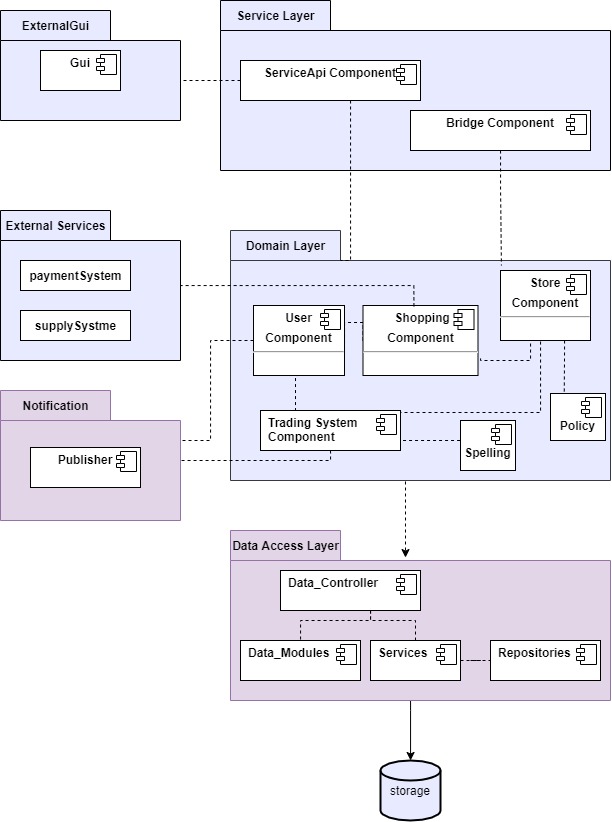 ExternalGui
Gui
Service Layer
ServiceApi Component
Bridge Component
External Services
paymentSystem
supplySystme
Domain Layer
Store
Component
User
Component
Shopping
Component
Trading System
Component
Spelling
Policy
Notification
Publisher
Data Access Layer
Data_Controller
Data_Modules
Services
Repositories
storage